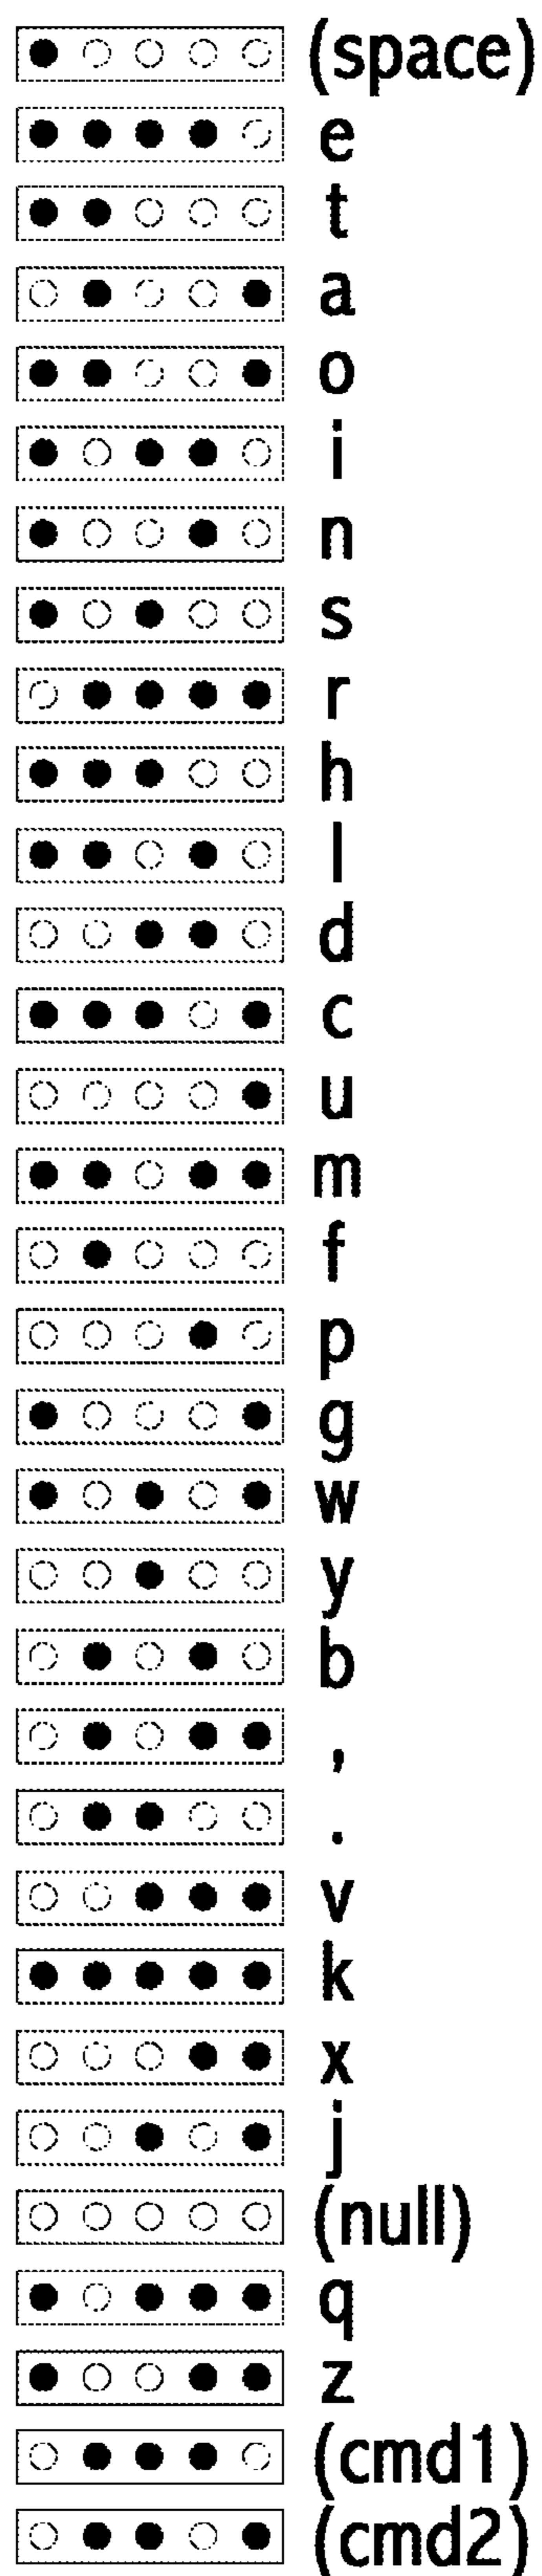 (space)
e
t
a
o
i
n
s
r
h
l
d
c
u
m
f
p
g
w
y
b
,
.
v
k
x
j
(null)
q
z
(cmd1)
(cmd2)